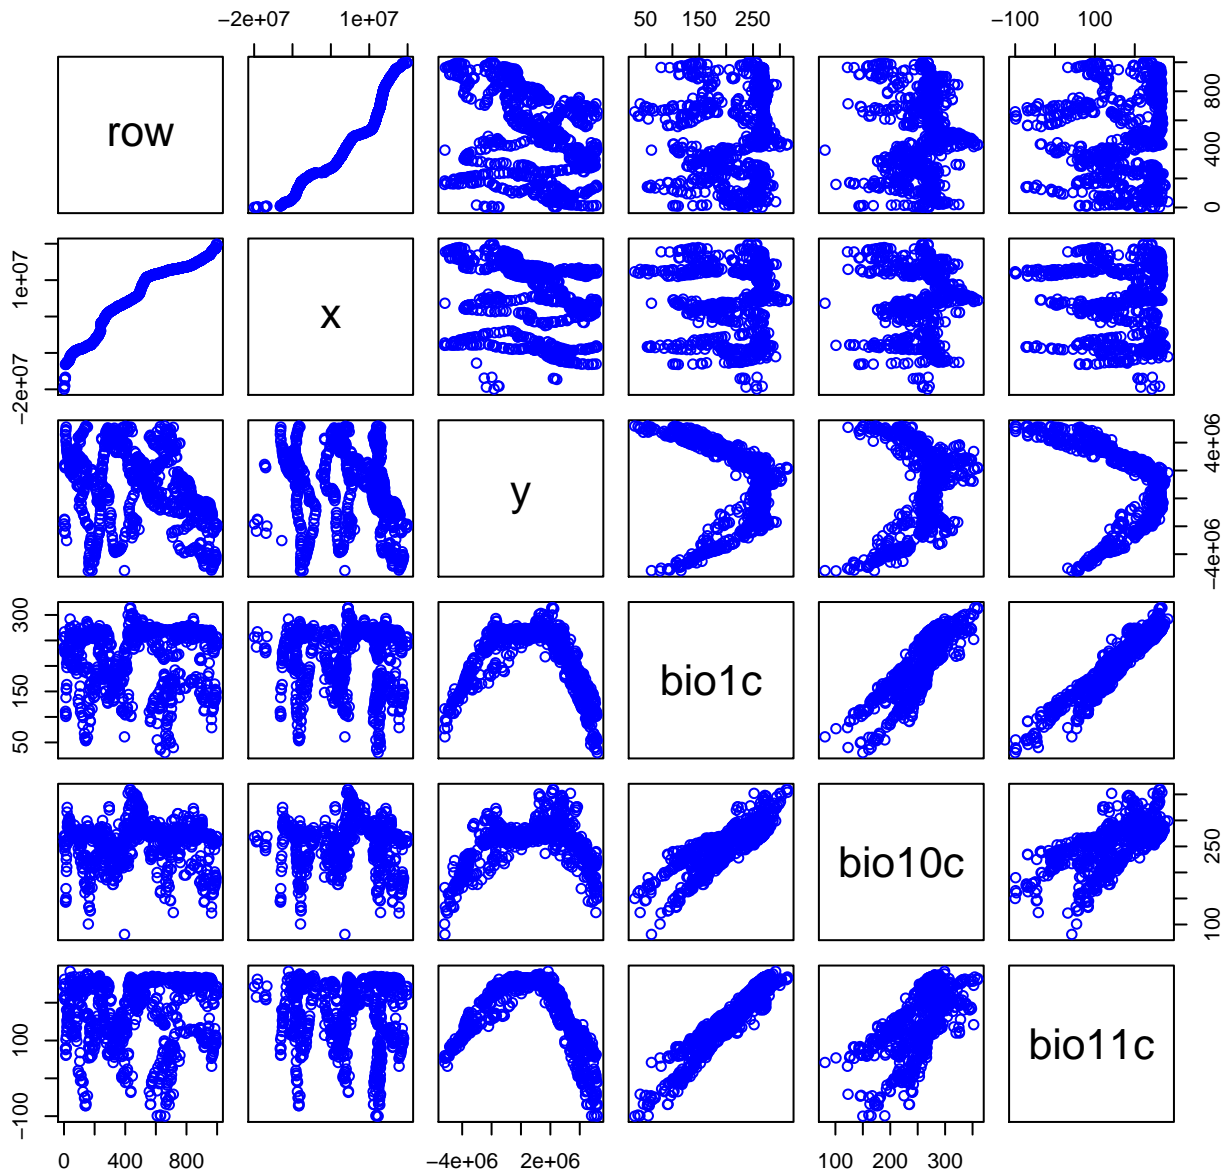 −2e+07 1e+07 50 150 250 −100 100
row 0 400 800
−2e+07 1e+07 x
y −4e+06 4e+06
50 150 300 bio1c
bio10c 100 250
−100 100 bio11c
0 400 800 −4e+06 2e+06 100 200 300